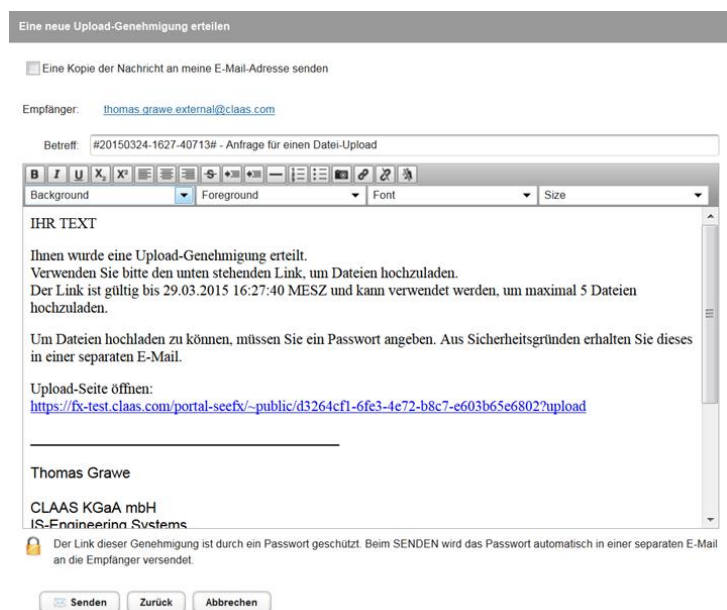 Eine neue Upload-Genehmigung erteilen
Eine Kopie der Nachricht an meine E-Mail-Adresse senden
Empfänger: thomas.grawe.external@claas.com
Betreff: #20150324-1627-40713# - Anfrage für einen Datei-Upload
B I U X₂ X² S
Background Foreground Font Size
IHR TEXT
Ihnen wurde eine Upload-Genehmigung erteilt.
Verwenden Sie bitte den unten stehenden Link, um Dateien hochzuladen.
Der Link ist gültig bis 29.03.2015 16:27:40 MESZ und kann verwendet werden, um maximal 5 Dateien
hochzuladen.
Um Dateien hochladen zu können, müssen Sie ein Passwort angeben. Aus Sicherheitsgründen erhalten Sie dieses
in einer separaten E-Mail.
Upload-Seite öffnen:
https://fx-test.claas.com/portal-seefx/~public/d3264cf1-6fe3-4e72-b8c7-e603b65e6802?upload
Thomas Grawe
CLAAS KGaA mbH
IS-Engineering Systems
Der Link dieser Genehmigung ist durch ein Passwort geschützt. Beim SENDEN wird das Passwort automatisch in einer separaten E-Mail
an die Empfänger versendet.
Senden Zurück Abbrechen